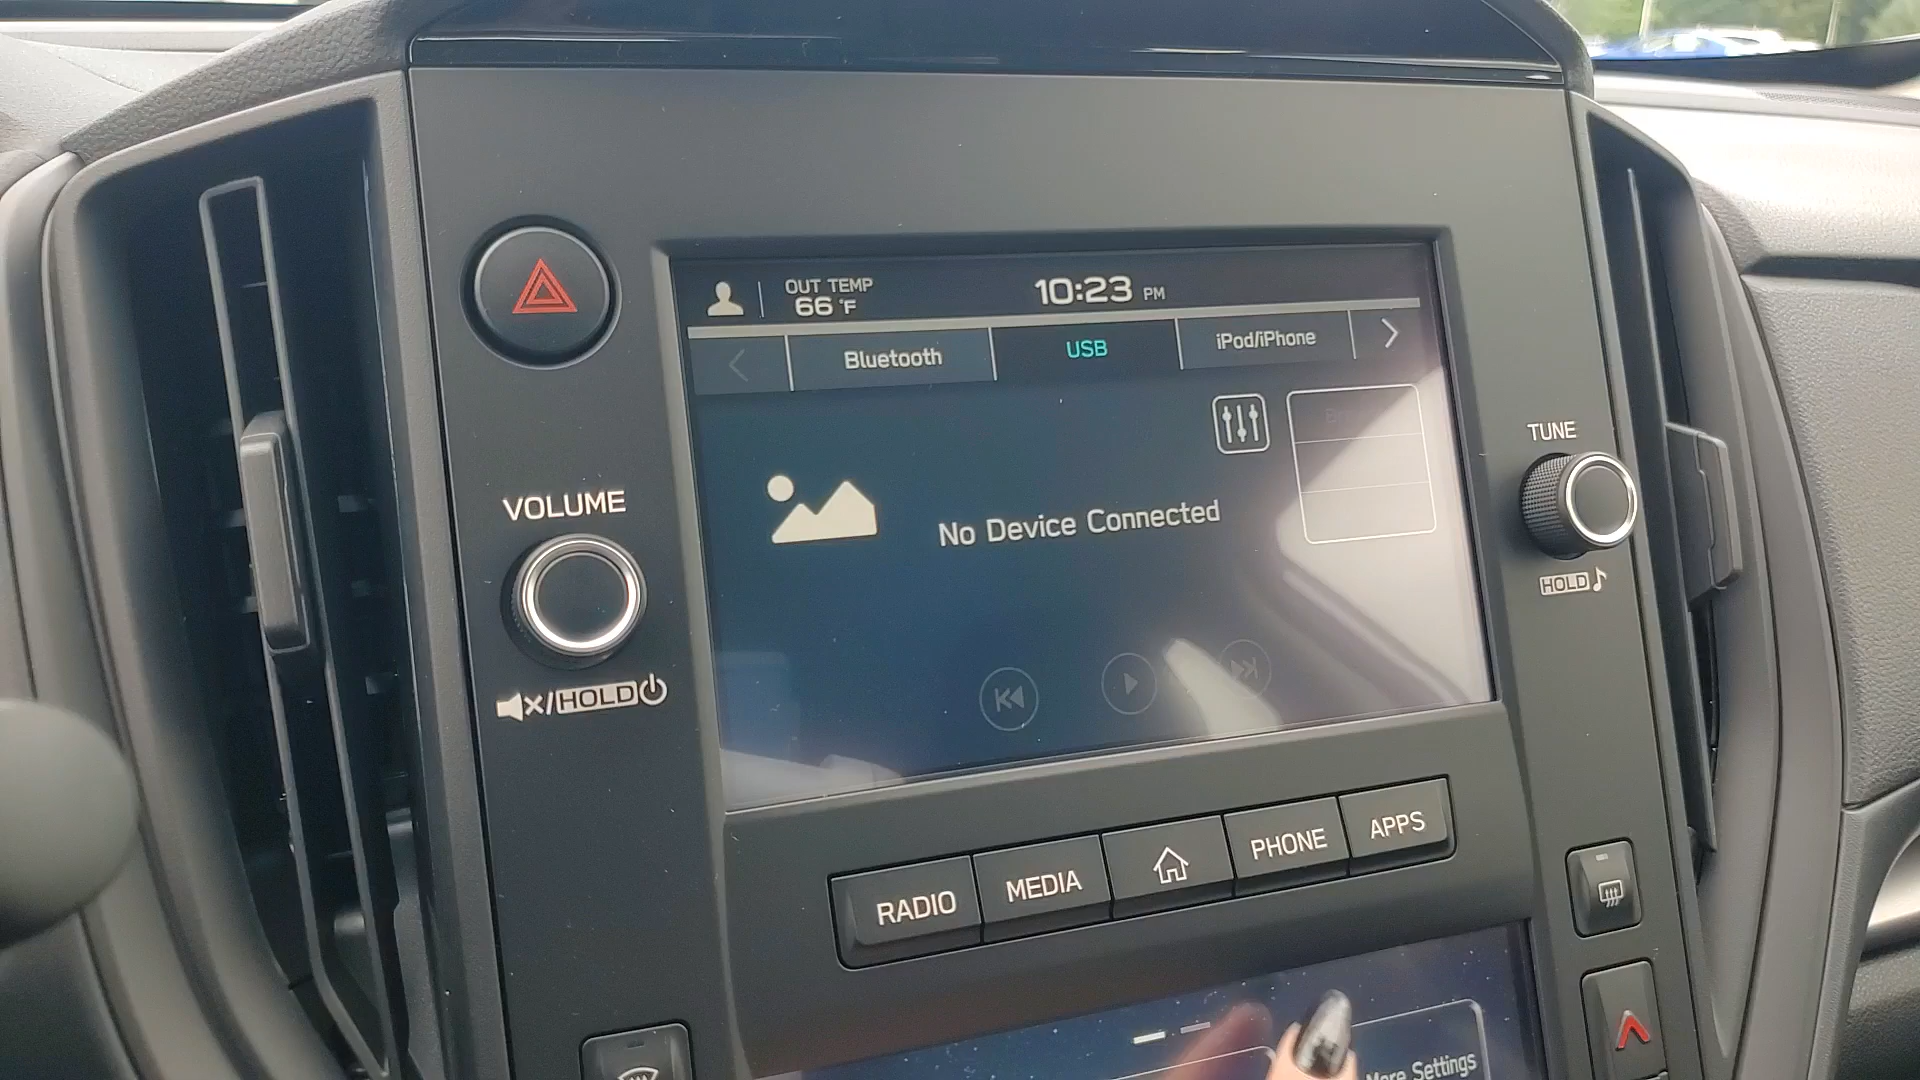 OUT TEMP
66 °F
10:23 PM
Bluetooth
USB
iPod/iPhone
TUNE
VOLUME
No Device Connected
HOLD
/HOLD
RADIO
MEDIA
PHONE
APPS
More Settings